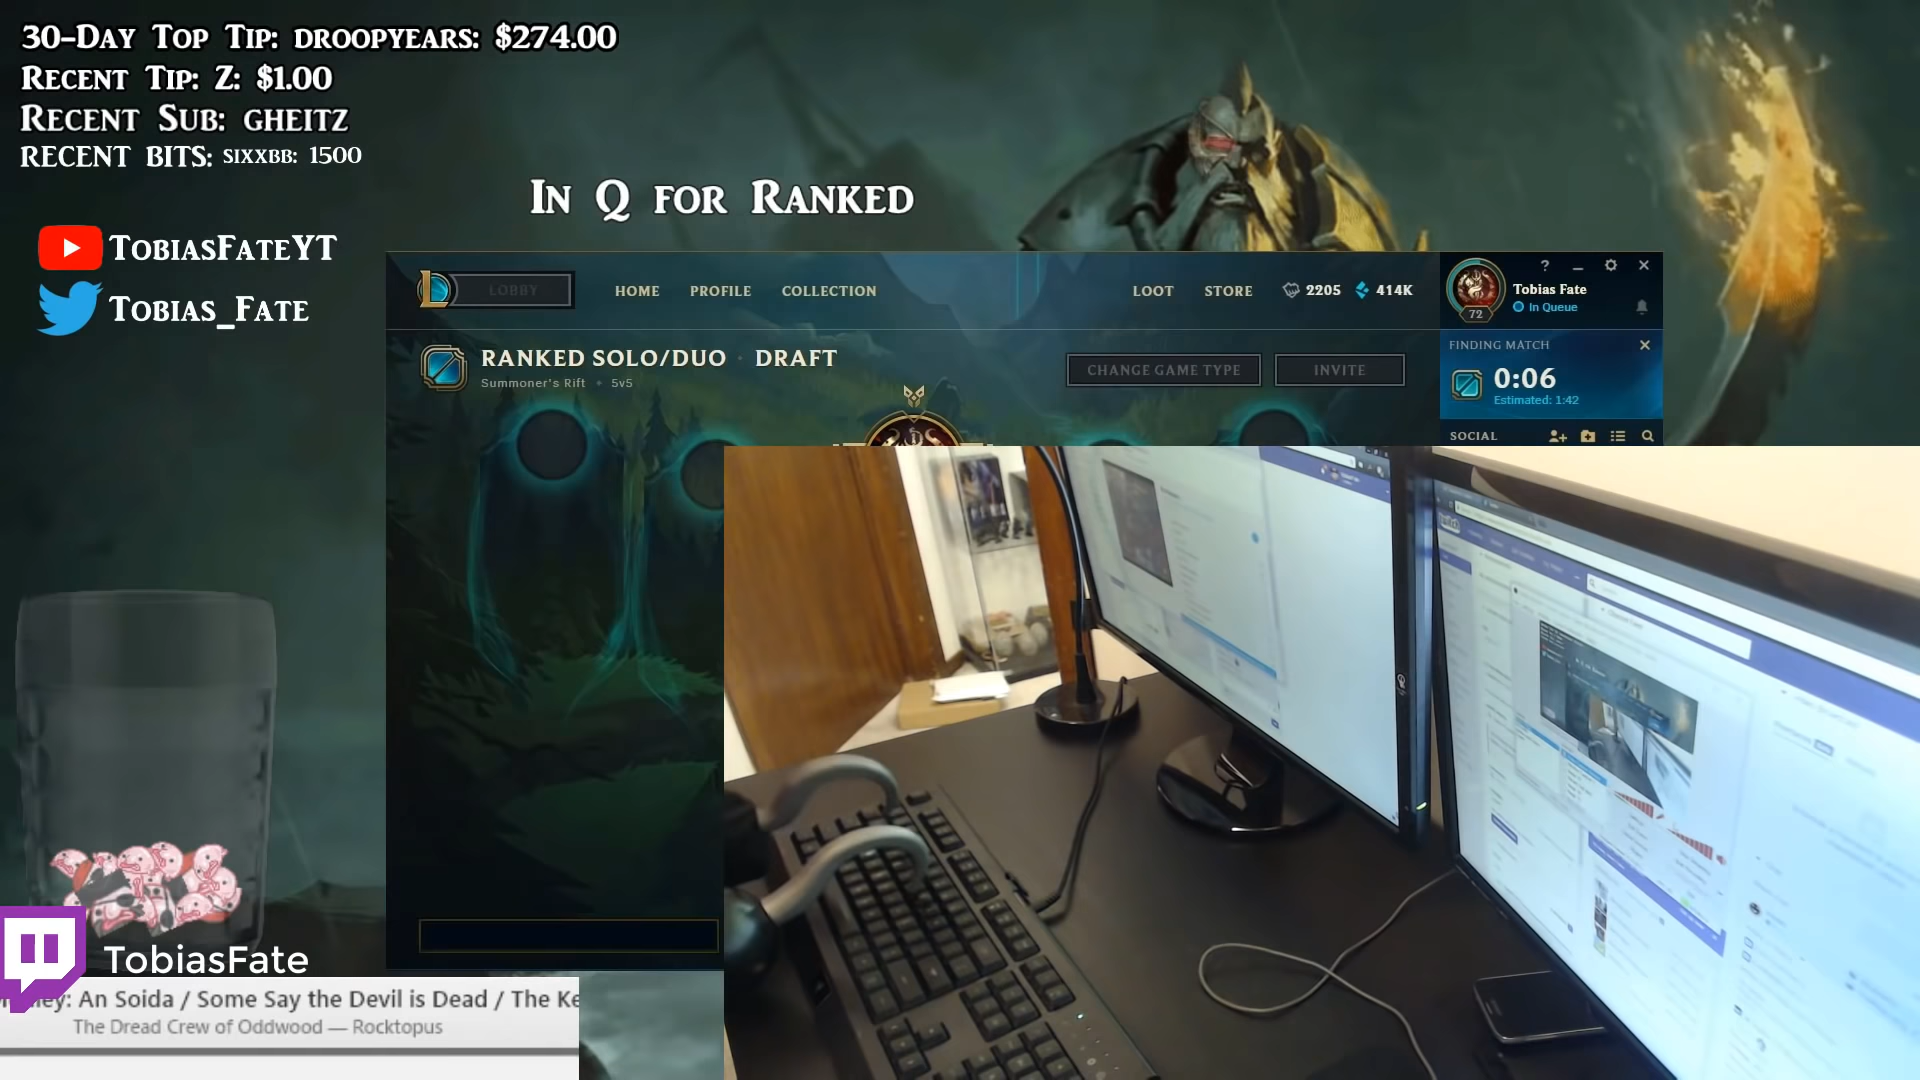 30-Day Top Tip: droopyears: $274.00
Recent Tip: Z: $1.00
Recent Sub: gheitz
RECENT BITS: sixxbb: 1500
TobiasFateYT
Tobias_Fate
In Q for Ranked
LOBBY
HOME
PROFILE
COLLECTION
LOOT
STORE
2205
414K
?
Tobias Fate
In Queue
72
RANKED SOLO/DUO • DRAFT
Summoner's Rift • 5v5
CHANGE GAME TYPE
INVITE
FINDING MATCH
0:06
Estimated: 1:42
SOCIAL
TobiasFate
An Soida / Some Say the Devil is Dead / The Ke
The Dread Crew of Oddwood — Rocktopus